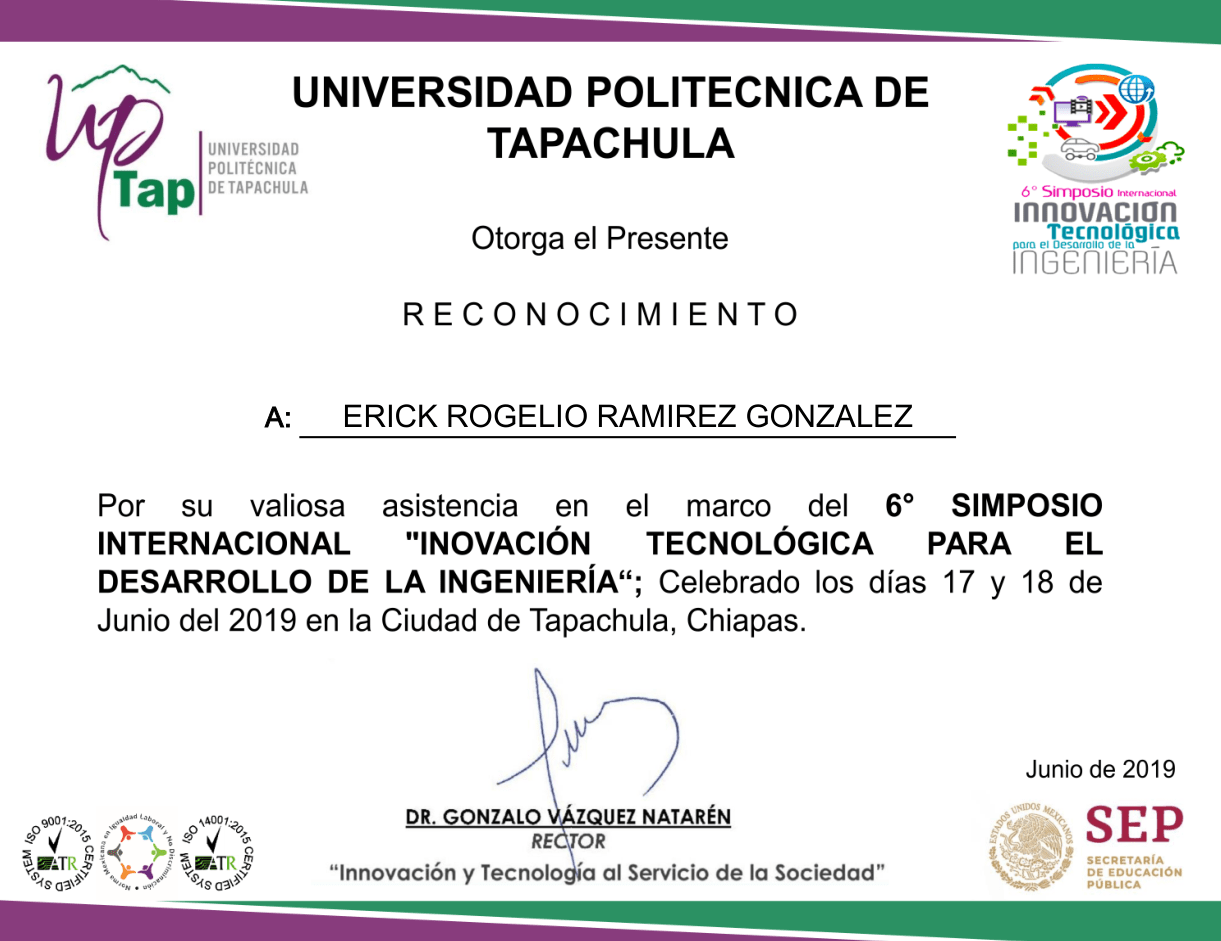 UNIVERSIDAD POLITECNICA DE
TAPACHULA
Up
Tap
UNIVERSIDAD
POLITÉCNICA
DE TAPACHULA
6° Simposio Internacional
INNOVACIÓN
Tecnológica
para el Desarrollo de la
INGENIERÍA
Otorga el Presente
R E C O N O C I M I E N T O
A: ERICK ROGELIO RAMIREZ GONZALEZ
Por su valiosa asistencia en el marco del 6° SIMPOSIO
INTERNACIONAL "INOVACIÓN TECNOLÓGICA PARA EL
DESARROLLO DE LA INGENIERÍA“; Celebrado los días 17 y 18 de
Junio del 2019 en la Ciudad de Tapachula, Chiapas.
Junio de 2019
DR. GONZALO VÁZQUEZ NATARÉN
RECTOR
“Innovación y Tecnología al Servicio de la Sociedad”
SYSTEM ISO 9001:2015 CERTIFIED
ATR
Norma Mexicana en Igualdad Laboral y No Discriminación
SYSTEM ISO 14001:2015 CERTIFIED
ATR
ESTADOS UNIDOS MEXICANOS
SEP
SECRETARÍA
DE EDUCACIÓN
PÚBLICA